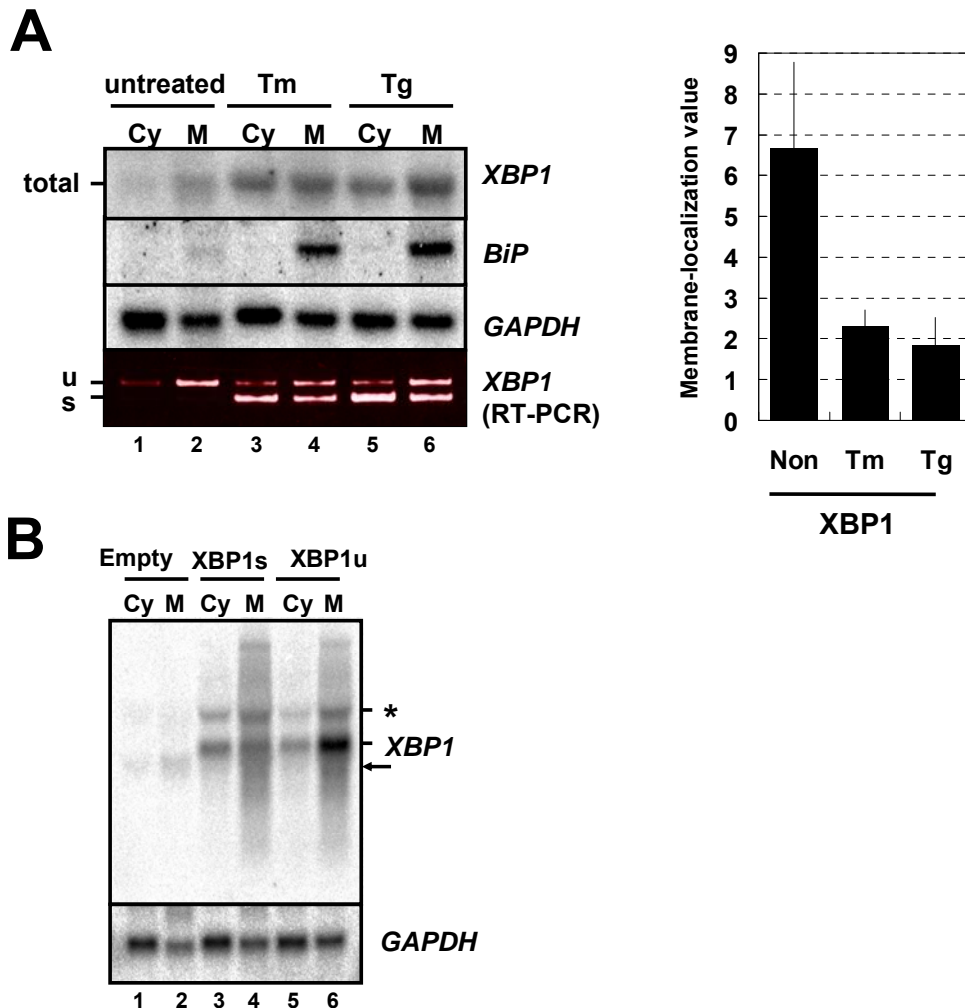 A
untreated Tm Tg
Cy M Cy M Cy M
total
XBP1
BiP
GAPDH
u
s
XBP1
(RT-PCR)
1 2 3 4 5 6
Membrane-localization value
9
8
7
6
5
4
3
2
1
0
Non Tm Tg
XBP1
B
Empty XBP1s XBP1u
Cy M Cy M Cy M
*
XBP1
GAPDH
1 2 3 4 5 6